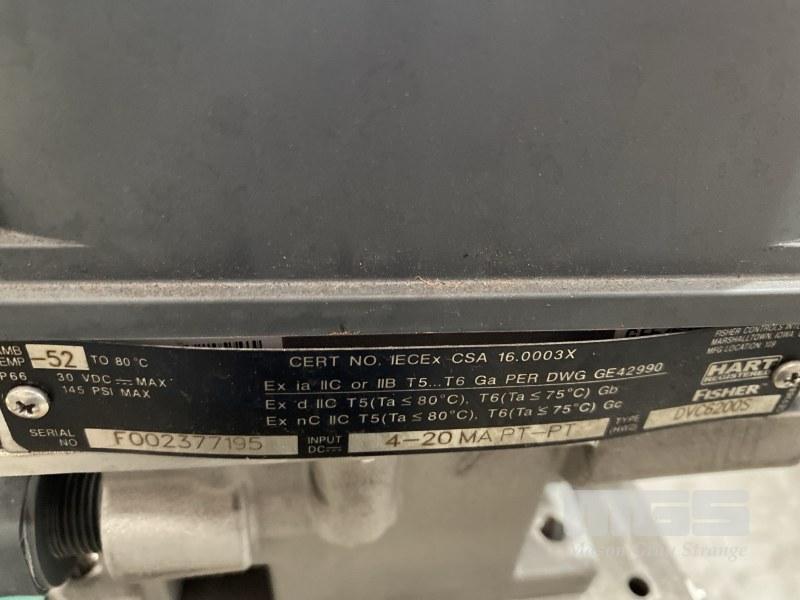 AMB TEMP -52 TO 80°C
IP66 30 VDC MAX
145 PSI MAX
SERIAL NO F002377195
CERT NO. IECEx CSA 16.0003X
Ex ia IIC or IIB T5...T6 Ga PER DWG GE42990
Ex d IIC T5(Ta ≤ 80°C), T6(Ta ≤ 75°C) Gb
Ex nC IIC T5(Ta ≤ 80°C), T6(Ta ≤ 75°C) Gc
INPUT DC 4-20 MA PT-PT
TYPE (HW2) DVC6200S
FISHER CONTROLS
MARSHALLTOWN,
MFG LOCATION
HART
FISHER
MGS
Mason Gray Strange